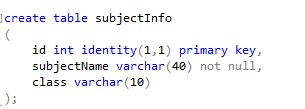 create table subjectInfo
(
id int identity(1,1) primary key,
subjectName varchar(40) not null,
class varchar(10)
);